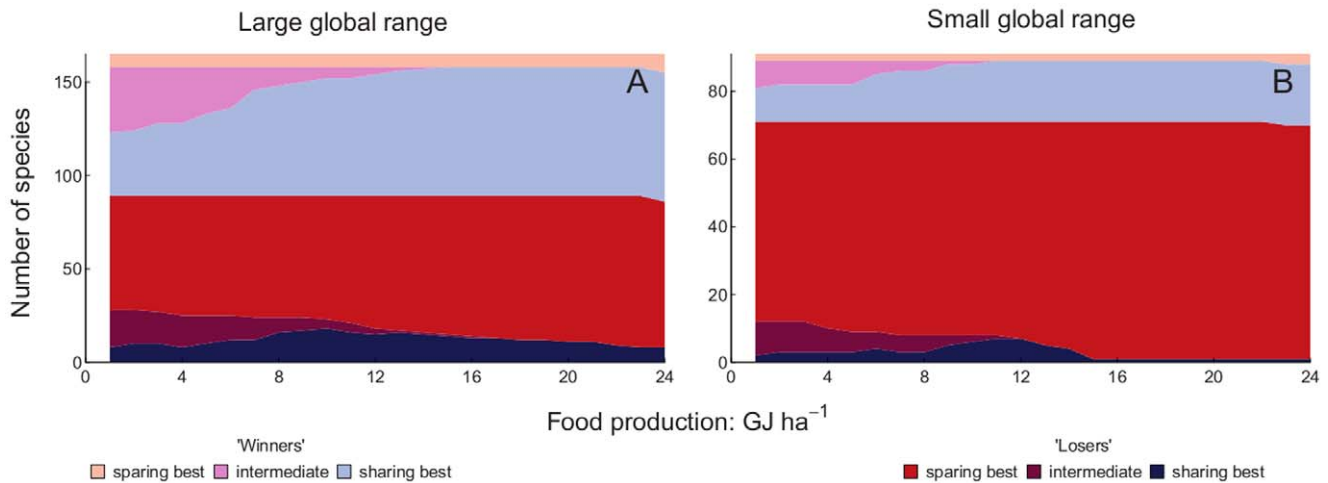 Large global range
Small global range
A
B
Number of species
150
100
50
0
80
60
40
20
0
0 4 8 12 16 20 24
0 4 8 12 16 20 24
Food production: GJ ha⁻¹
'Winners'
sparing best intermediate sharing best
'Losers'
sparing best intermediate sharing best